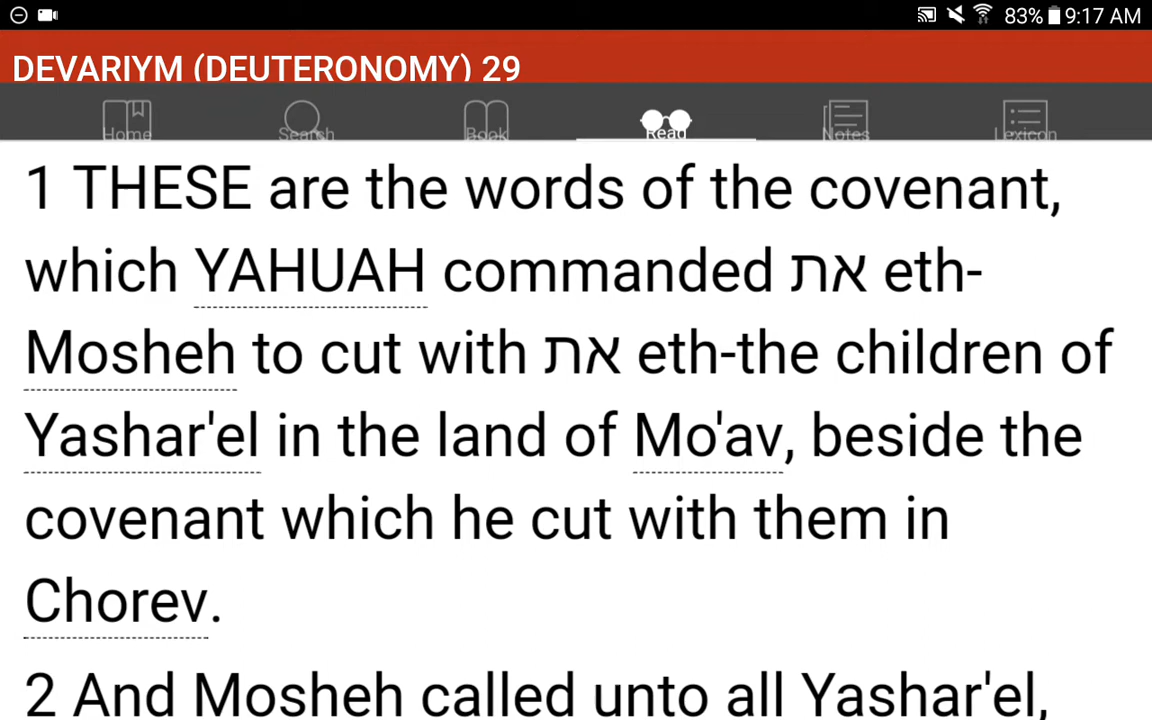 83% 9:17 AM
DEVARIYM (DEUTERONOMY) 29
Home Search Book Read Notes Lexicon
1 THESE are the words of the covenant,
which YAHUAH commanded את eth-
Mosheh to cut with את eth-the children of
Yashar'el in the land of Mo'av, beside the
covenant which he cut with them in
Chorev.
2 And Mosheh called unto all Yashar'el,